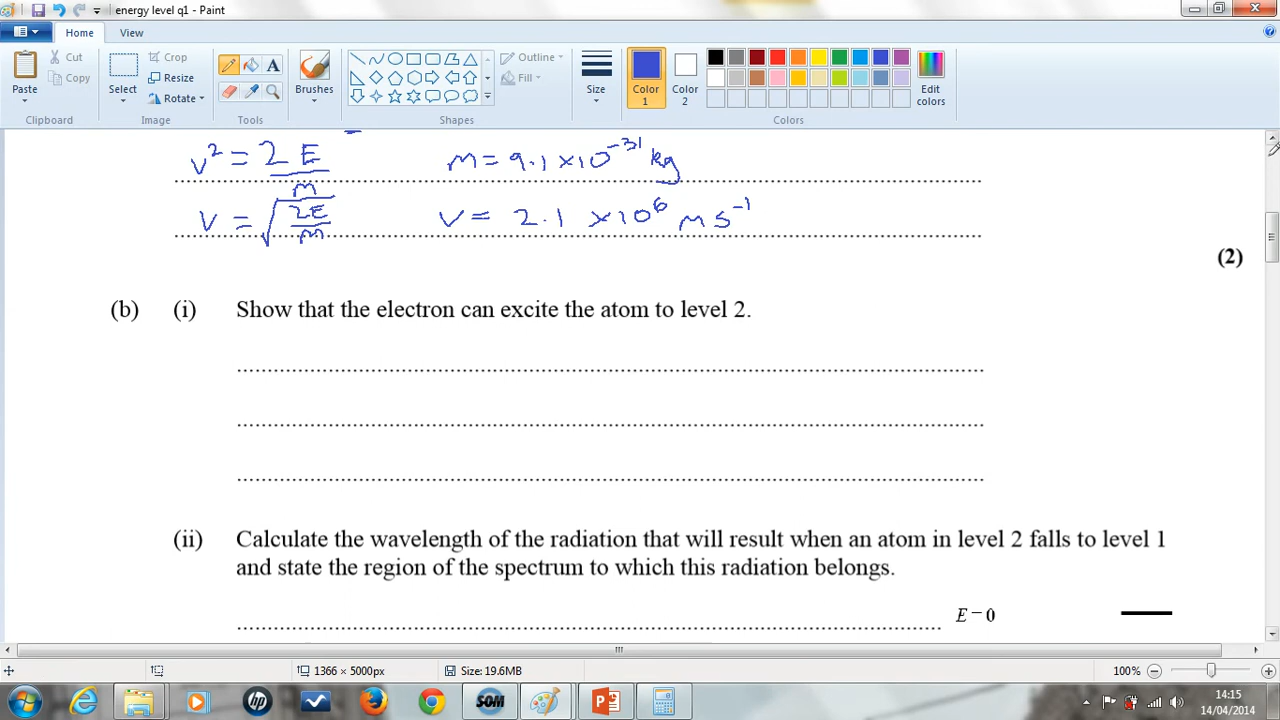 energy level q1 - Paint
Home View
Paste
Cut
Copy
Clipboard
Select
Crop
Resize
Rotate
Image
A
Tools
Brushes
Outline
Fill
Shapes
Size
Color 1
Color 2
Edit colors
Colors
v² = 2E/m m = 9.1 ×10⁻³¹ kg
v = √(2E/m) v = 2.1 ×10⁶ m s⁻¹
(2)
(b) (i) Show that the electron can excite the atom to level 2.
(ii) Calculate the wavelength of the radiation that will result when an atom in level 2 falls to level 1
and state the region of the spectrum to which this radiation belongs.
E = 0
1366 × 5000px
Size: 19.6MB
100%
hp
SOM
14:15
14/04/2014